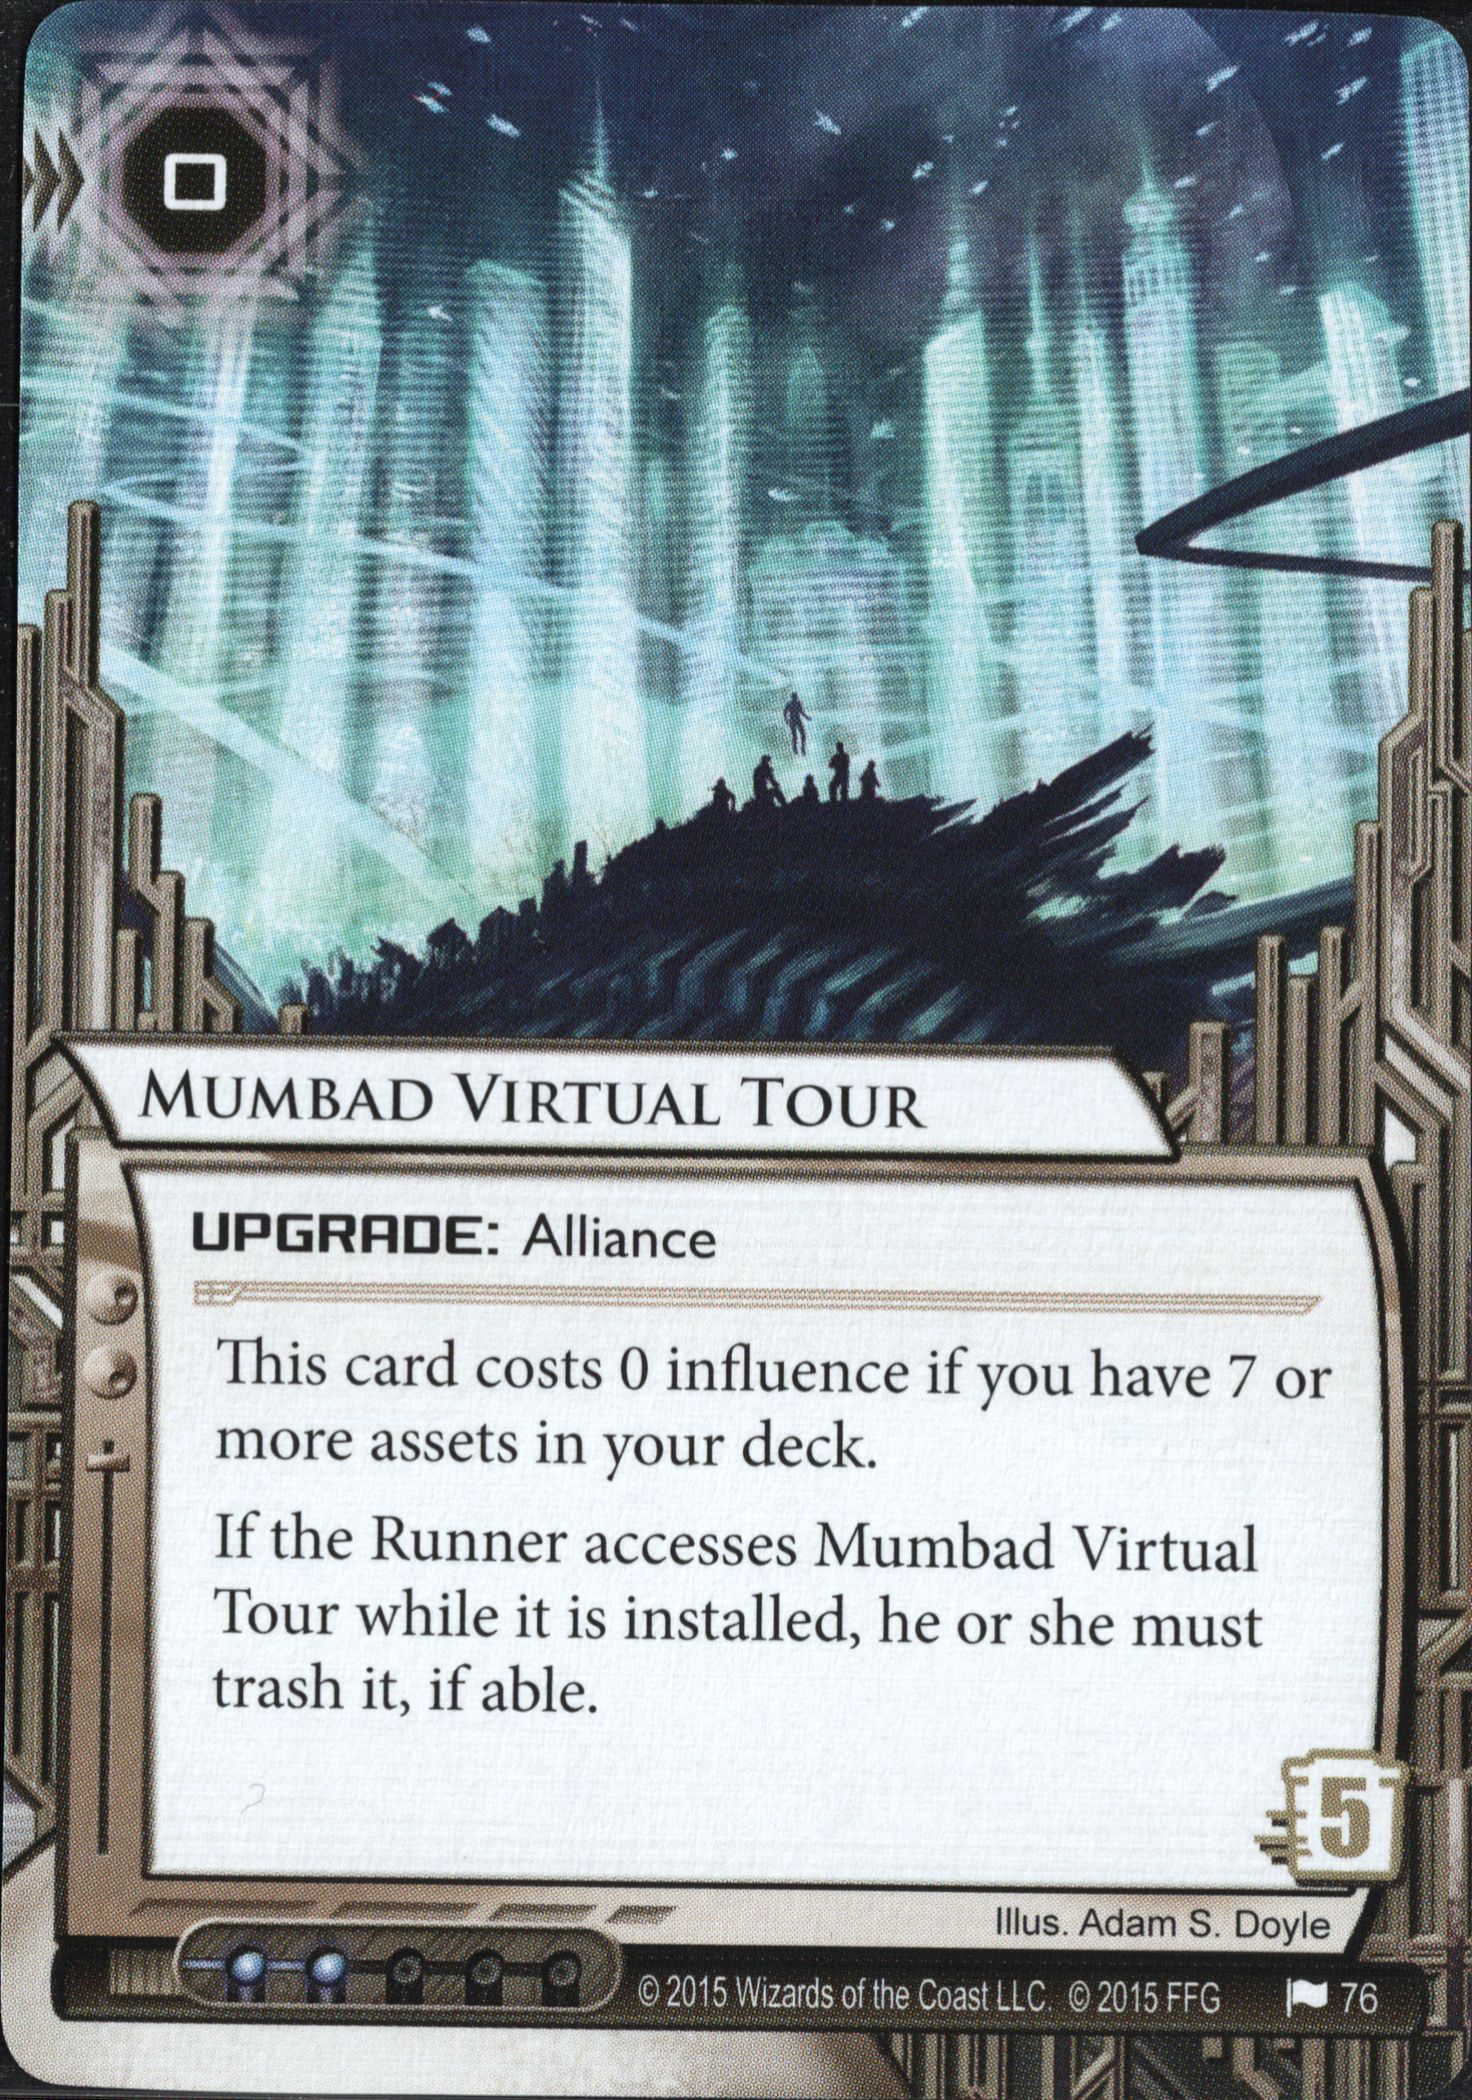 0
MUMBAD VIRTUAL TOUR
UPGRADE: Alliance
This card costs 0 influence if you have 7 or
more assets in your deck.
If the Runner accesses Mumbad Virtual
Tour while it is installed, he or she must
trash it, if able.
5
Illus. Adam S. Doyle
© 2015 Wizards of the Coast LLC. © 2015 FFG 76